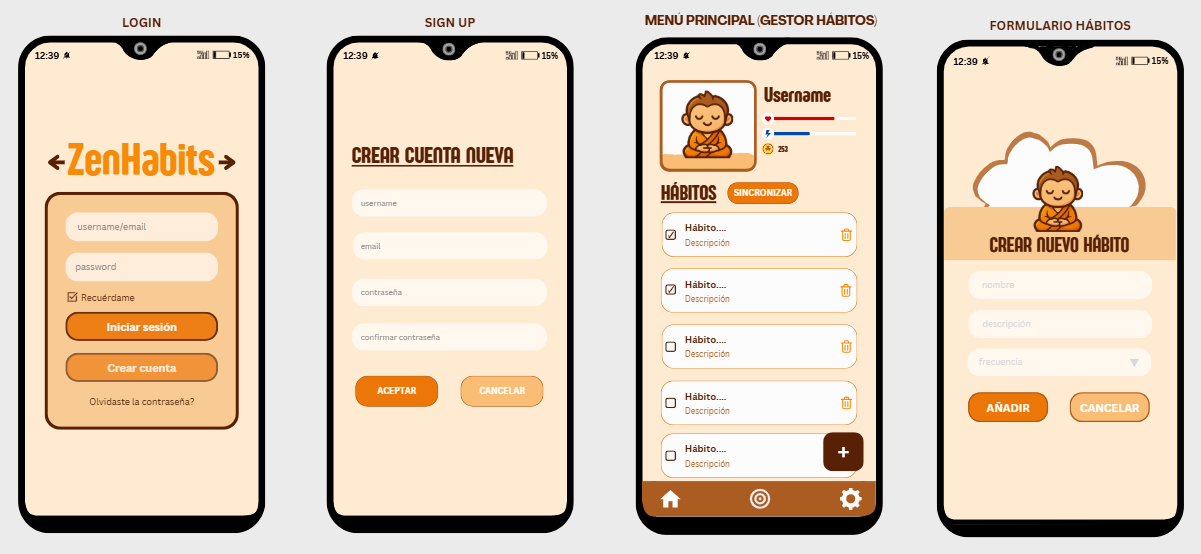 LOGIN
12:39
15%
ZenHabits
username/email
password
Recuérdame
Iniciar sesión
Crear cuenta
Olvidaste la contraseña?
SIGN UP
12:39
15%
CREAR CUENTA NUEVA
username
email
contraseña
confirmar contraseña
ACEPTAR
CANCELAR
MENÚ PRINCIPAL (GESTOR HÁBITOS)
12:39
15%
Username
253
HÁBITOS
SINCRONIZAR
Hábito....
Descripción
Hábito....
Descripción
Hábito....
Descripción
Hábito....
Descripción
Hábito....
Descripción
+
FORMULARIO HÁBITOS
12:39
15%
CREAR NUEVO HÁBITO
nombre
descripción
frecuencia
AÑADIR
CANCELAR